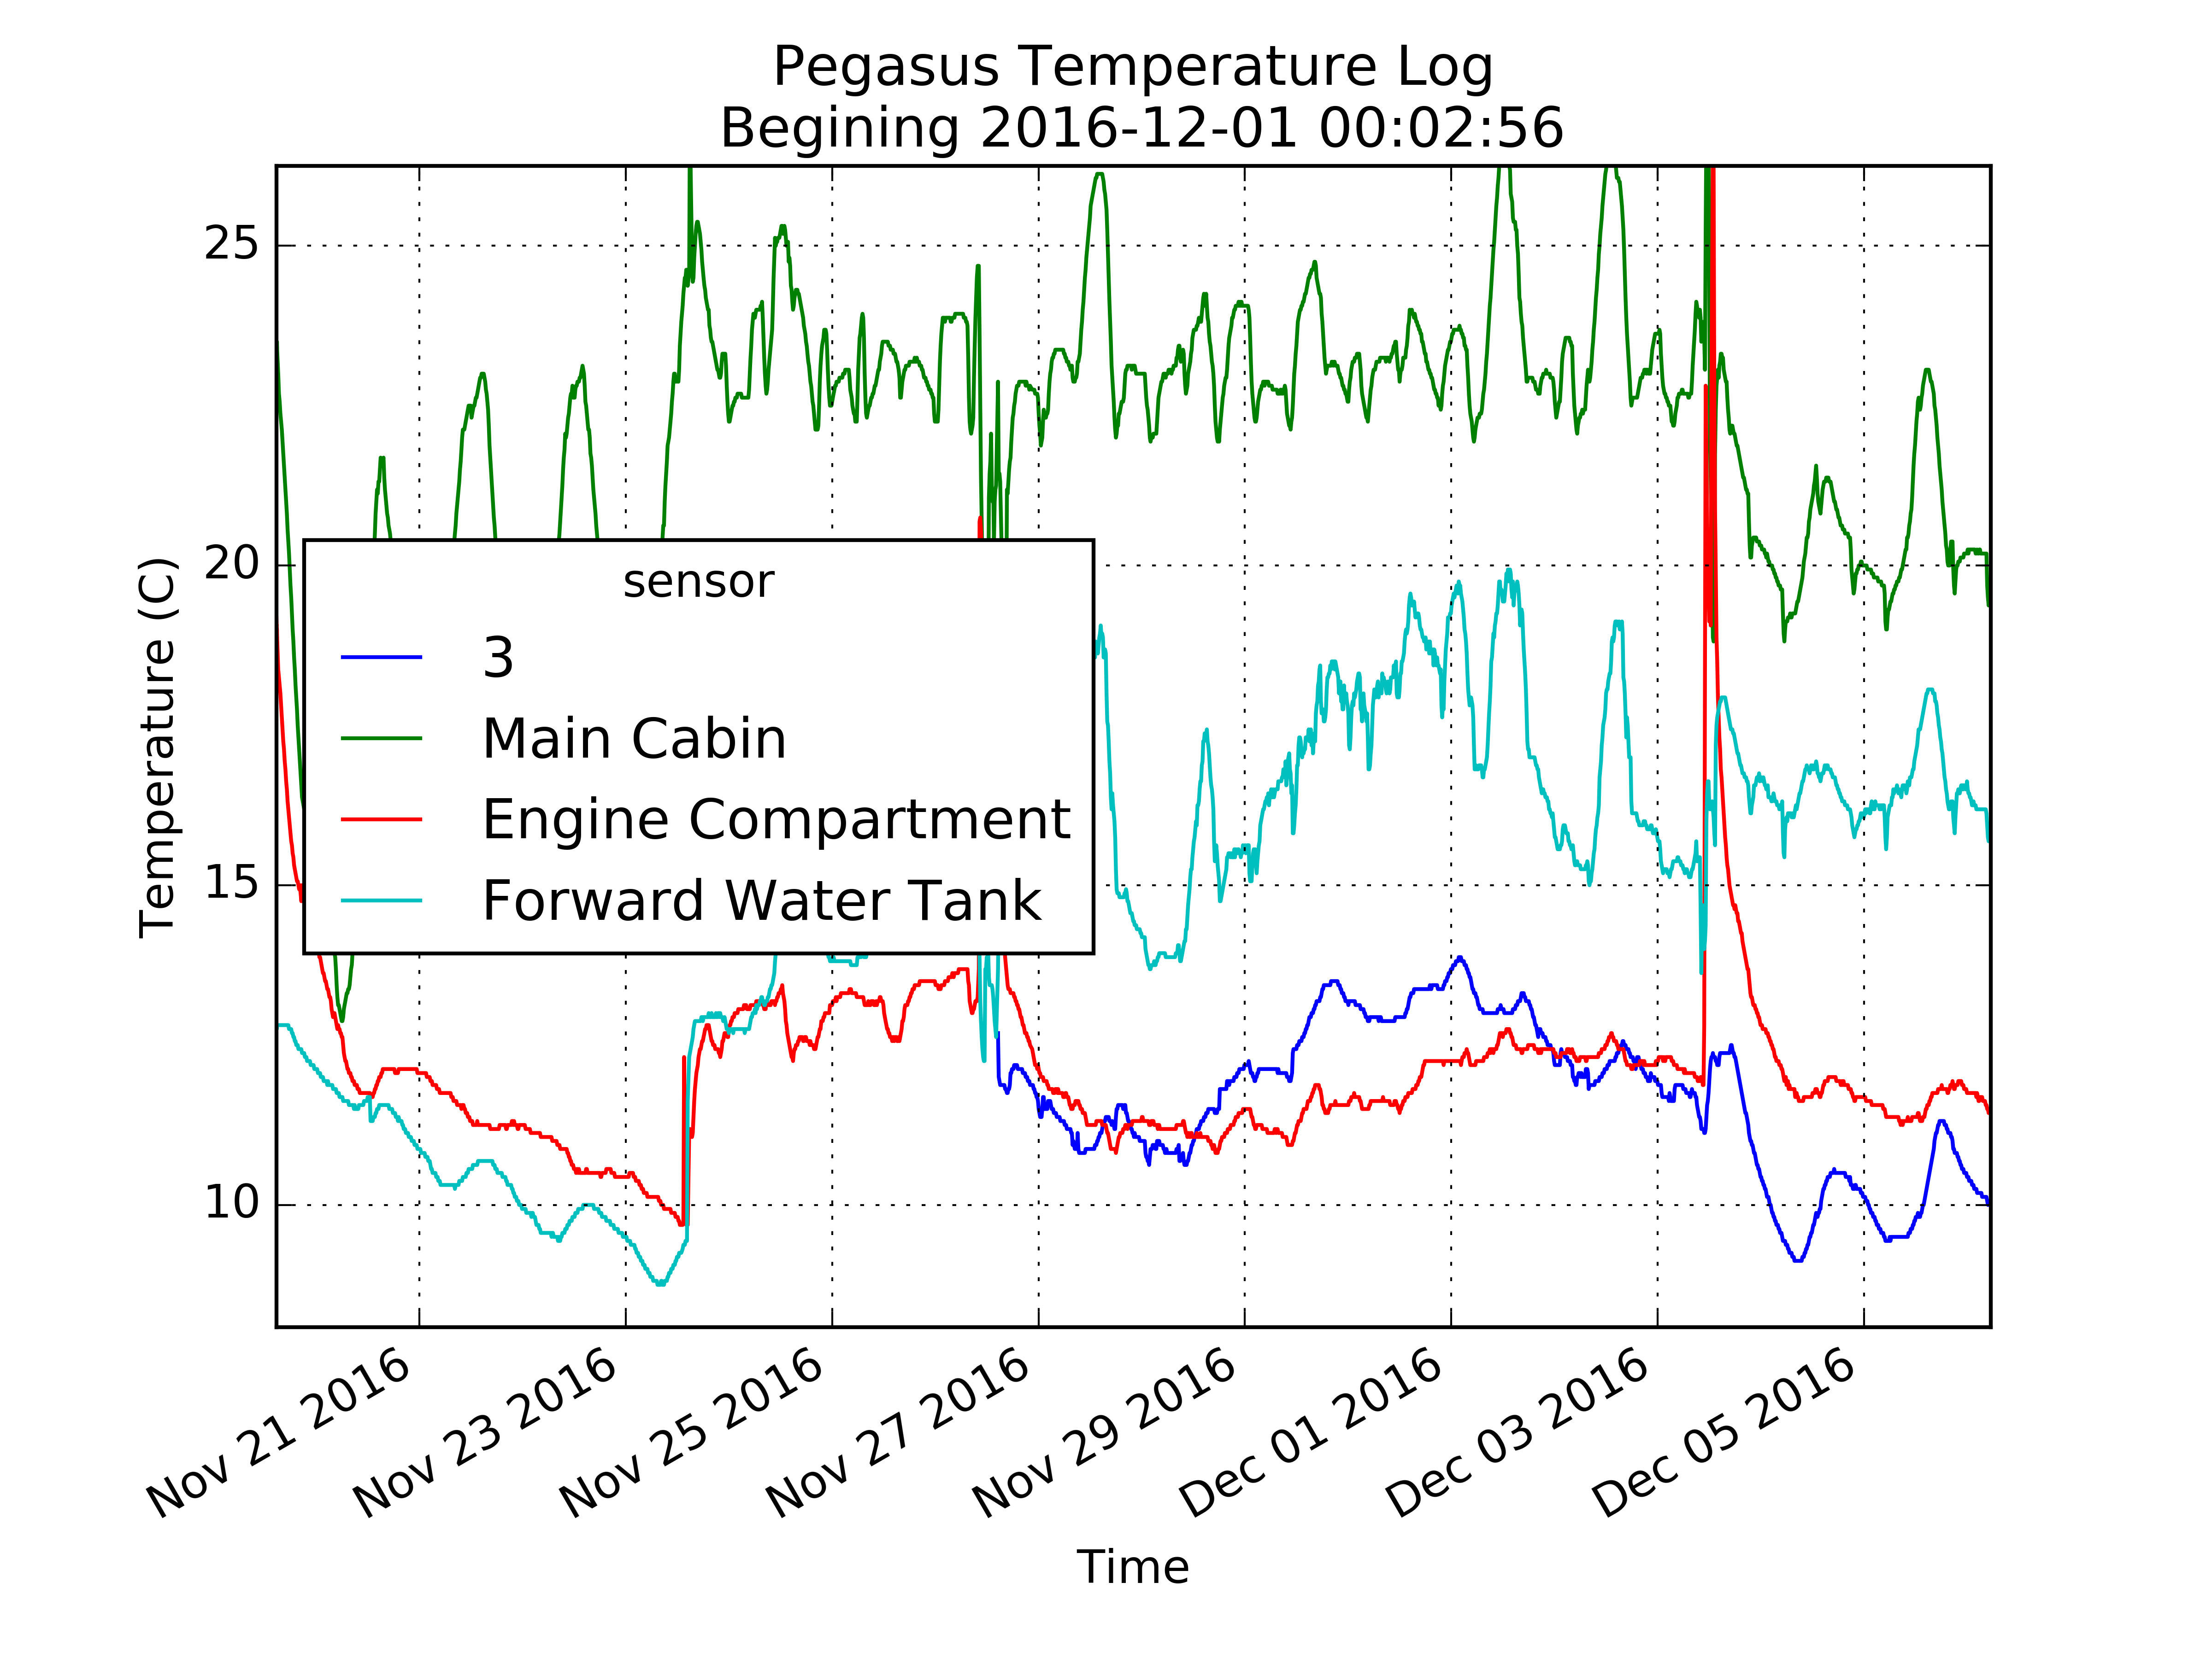 Pegasus Temperature Log
Begining 2016-12-01 00:02:56
25
20
15
10
Temperature (C)
sensor
3
Main Cabin
Engine Compartment
Forward Water Tank
Nov 21 2016
Nov 23 2016
Nov 25 2016
Nov 27 2016
Nov 29 2016
Dec 01 2016
Dec 03 2016
Dec 05 2016
Time